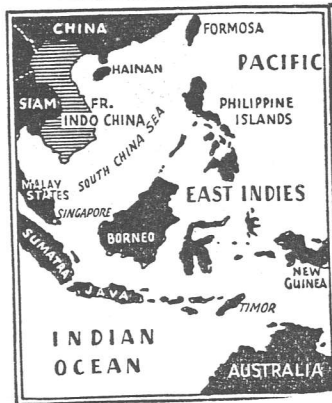 CHINA
FORMOSA
PACIFIC
HAINAN
SIAM
FR.
INDO CHINA
PHILIPPINE
ISLANDS
SOUTH CHINA SEA
MALAY
STATES
SINGAPORE
EAST INDIES
BORNEO
SUMATRA
JAVA
NEW
GUINEA
TIMOR
INDIAN
OCEAN
AUSTRALIA